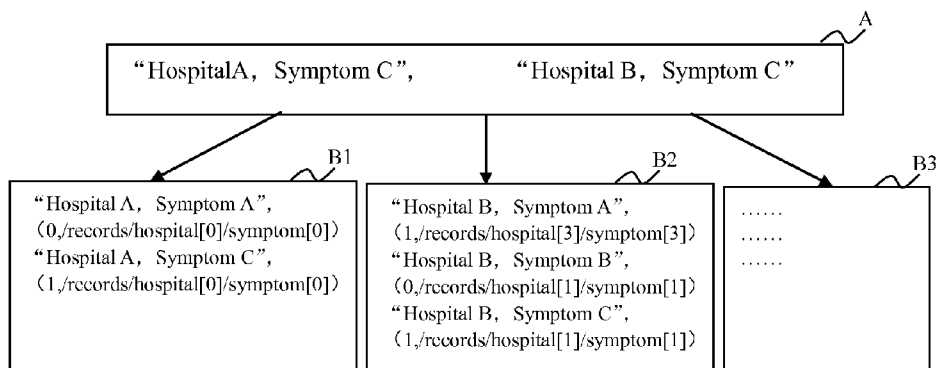 A
“HospitalA， Symptom C”， “Hospital B， Symptom C”
B1
B2
B3
“Hospital A， Symptom A”，
（0,/records/hospital[0]/symptom[0]）
“Hospital A， Symptom C”，
（1,/records/hospital[0]/symptom[0]）
“Hospital B， Symptom A”，
（1,/records/hospital[3]/symptom[3]）
“Hospital B， Symptom B”，
（0,/records/hospital[1]/symptom[1]）
“Hospital B， Symptom C”，
（1,/records/hospital[1]/symptom[1]）
......
......
......